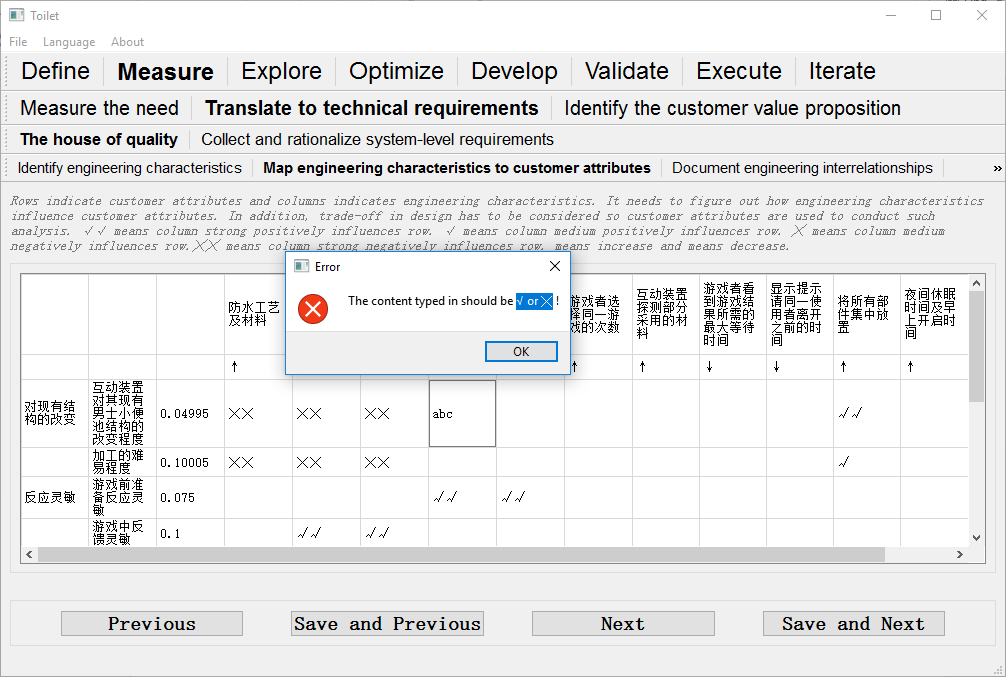 Toilet
File Language About
Define Measure Explore Optimize Develop Validate Execute Iterate
Measure the need Translate to technical requirements Identify the customer value proposition
The house of quality Collect and rationalize system-level requirements
Identify engineering characteristics Map engineering characteristics to customer attributes Document engineering interrelationships »
Rows indicate customer attributes and columns indicates engineering characteristics. It needs to figure out how engineering characteristics
influence customer attributes. In addition, trade-off in design has to be considered so customer attributes are used to conduct such
analysis. √√ means column strong positively influences row. √ means column medium positively influences row. ╳ means column medium
negatively influences row.╳╳ means column strong negatively influences row. means increase and means decrease.
Error
The content typed in should be √ or ╳ !
OK
防水工艺
及材料
游戏者选
择同一游
戏的次数
互动装置
探测部分
采用的材
料
游戏者看
到游戏结
果所需的
最大等待
时间
显示提示
请同一使
用者离开
之前的时
间
将所有部
件集中放
置
夜间休眠
时间及早
上开启时
间
↑ ↑ ↑ ↓ ↓ ↑ ↑
对现有结
构的改变
互动装置
对其现有
男士小便
池结构的
改变程度
0.04995 ╳╳ ╳╳ ╳╳ abc √√
加工的难
易程度
0.10005 ╳╳ ╳╳ ╳╳ √
反应灵敏
游戏前准
备反应灵
敏
0.075 √√ √√
游戏中反
馈灵敏
0.1 √√ √√
Previous Save and Previous Next Save and Next